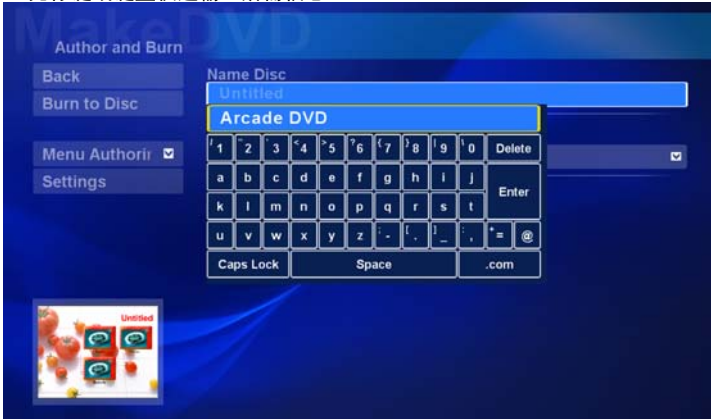 MakeDVD
Author and Burn
Back
Burn to Disc
Menu Authorin
Settings
Name Disc
Untitled
Arcade DVD
1 2 3 < 4 > 5 ? 6 { 7 } 8 9 0 Delete
a b c d e f g h i j
Enter
k l m n o p q r s t
u v w x y z - [ . ] _ , = @
Caps Lock Space .com
Untitled